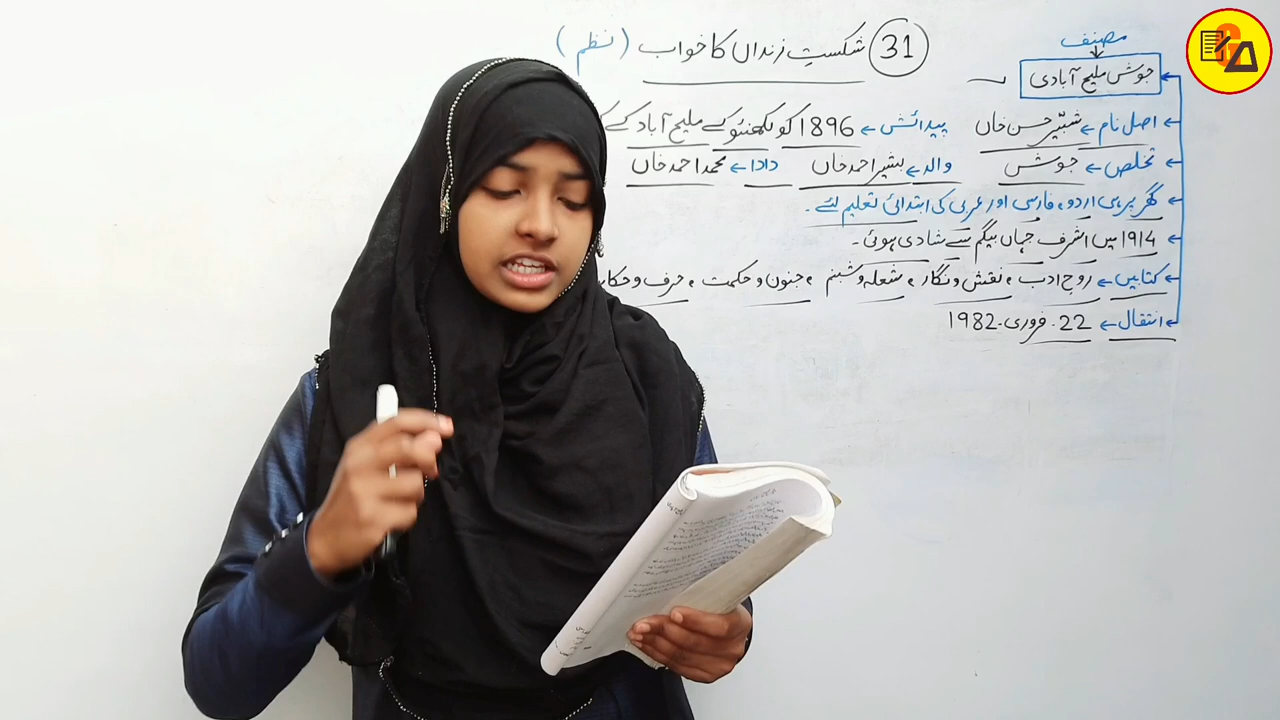 31 شکستِ زنداں کا خواب (نظم)
مصنف
جوش ملیح آبادی
اصل نام ← شبّیر حسن خاں پیدائش ← 1896 کو لکھنؤ کے ملیح آباد کے
تخلص ← جوش والد ← بشیر احمد خاں دادا ← محمد احمد خاں
گھر پر ہی اردو، فارسی اور عربی کی ابتدائی تعلیم لئے۔
1914 میں اشرف جہاں بیگم سے شادی ہوئی۔
کتابیں ← روحِ ادب، نقش و نگار، شعلہ و شبنم، جنون و حکمت، حرف و حکا
انتقال ← 22۔ فروری۔ 1982